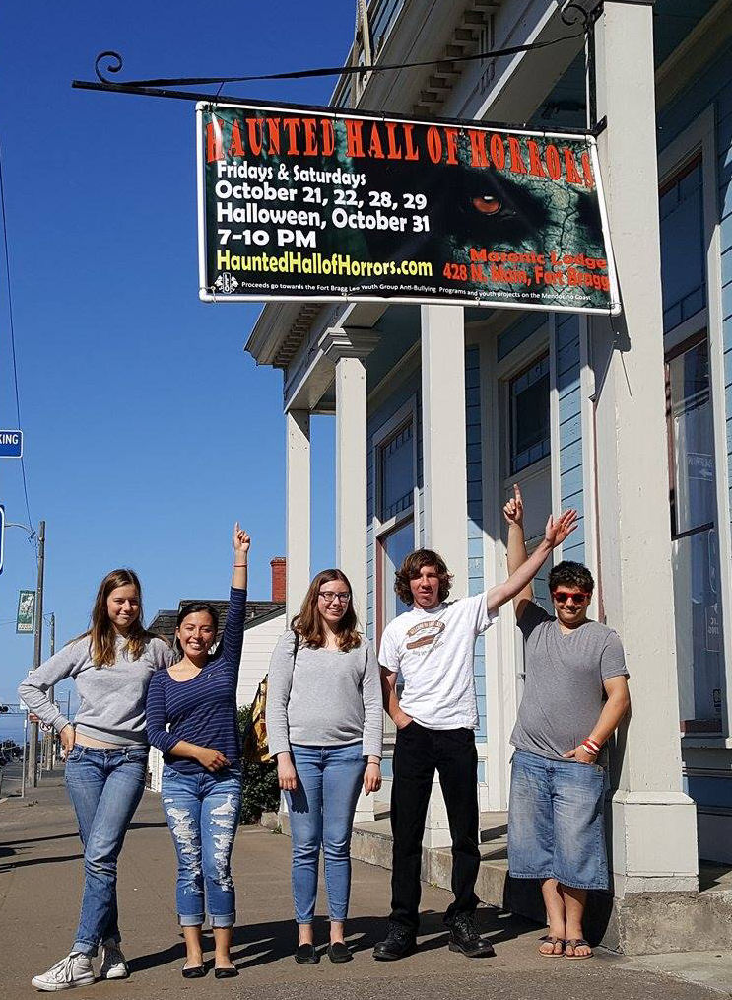 HAUNTED HALL OF HORRORS
Fridays & Saturdays
October 21, 22, 28, 29
Halloween, October 31
7-10 PM
HauntedHallofHorrors.com
Masonic Lodge
428 N. Main, Fort Bragg
Proceeds go towards the Fort Bragg Leo Youth Group Anti-Bullying Programs and youth projects on the Mendocino Coast
KING